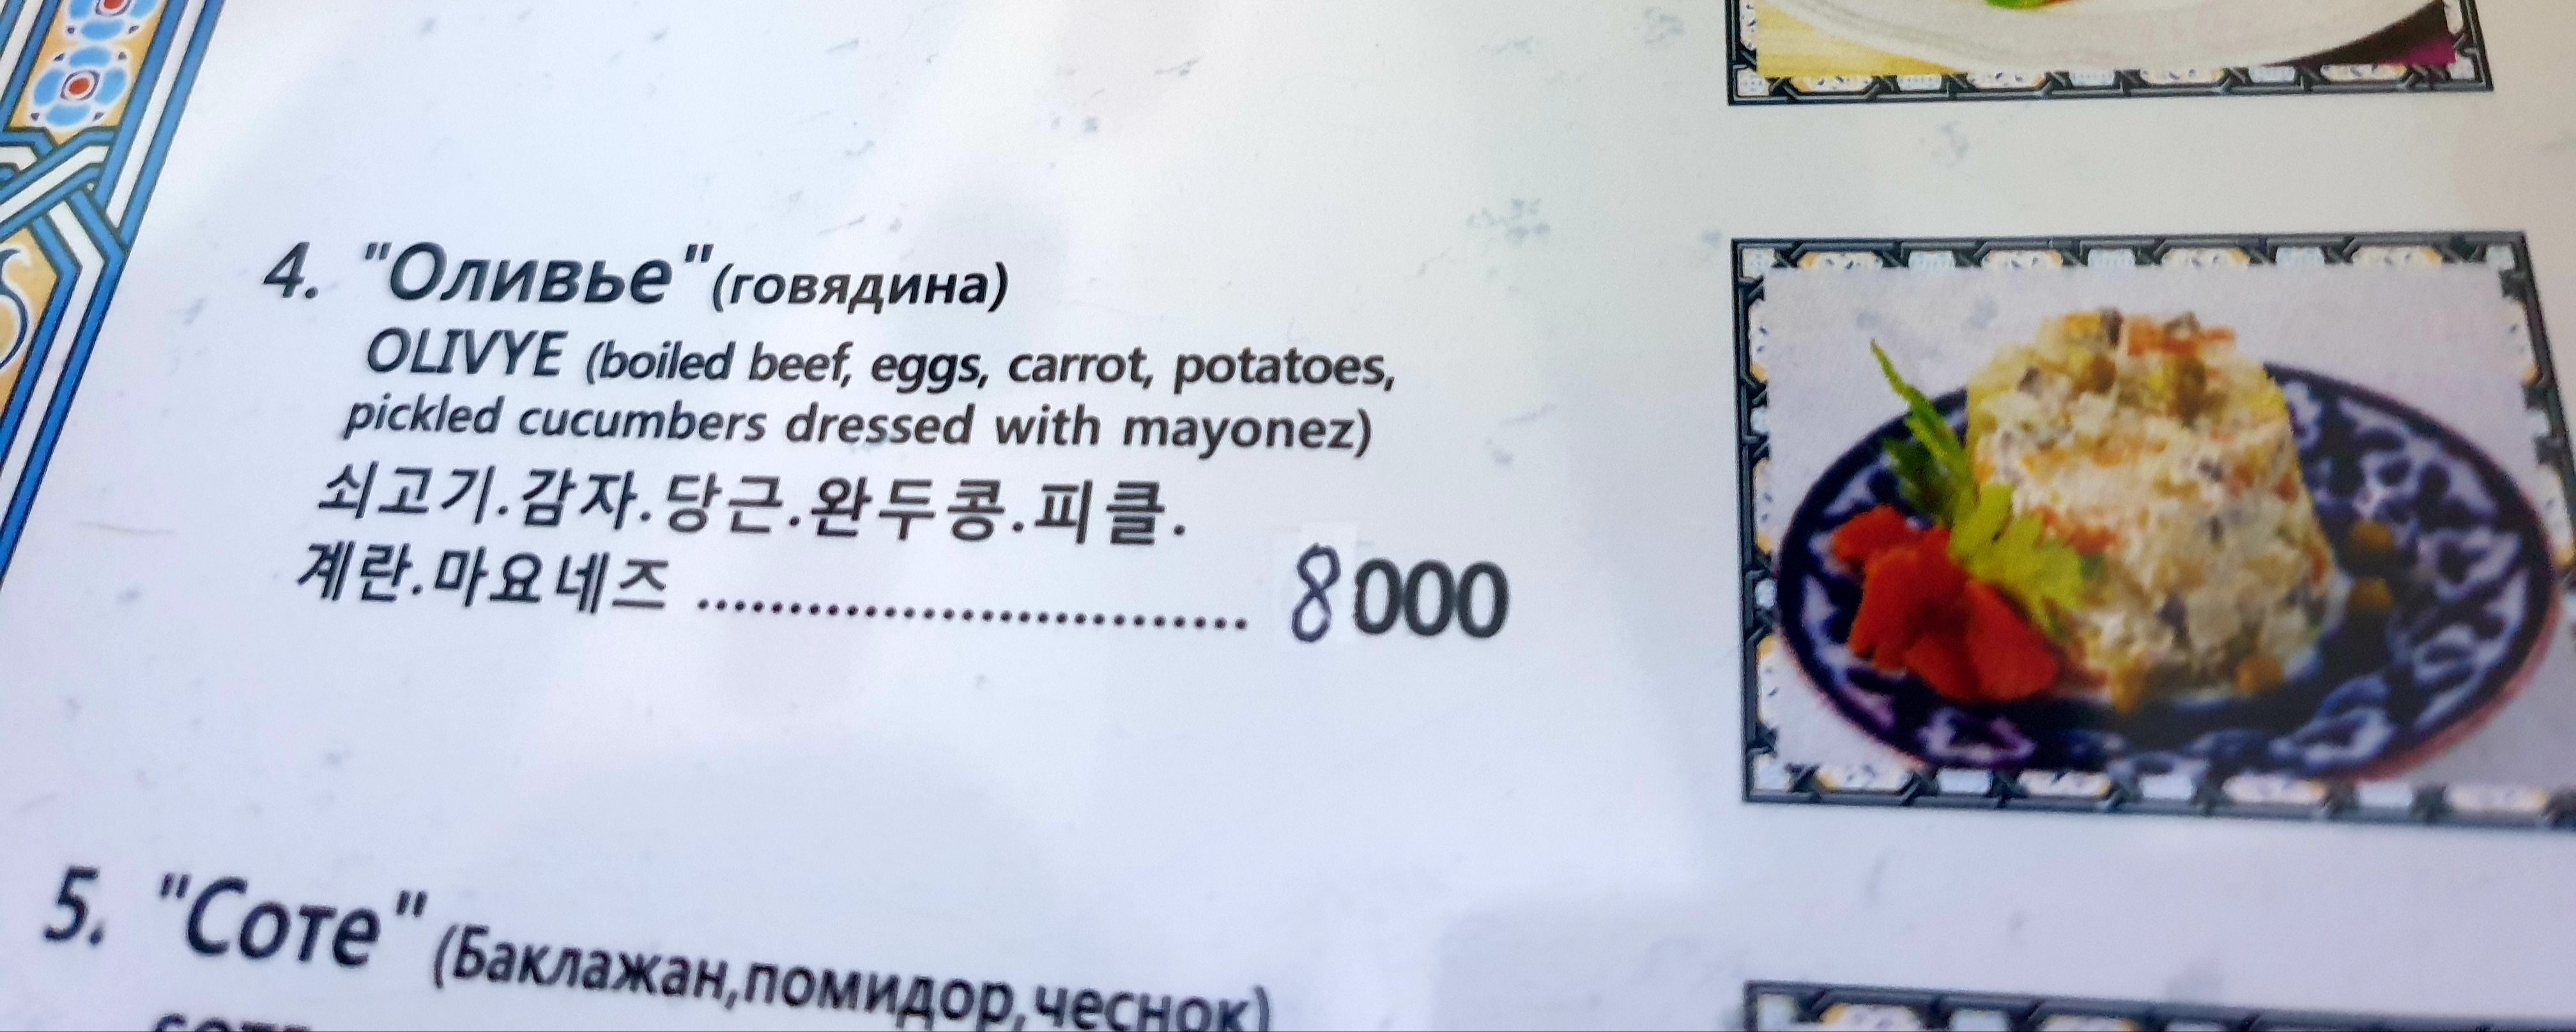 4. "Оливье" (говядина)
OLIVYE (boiled beef, eggs, carrot, potatoes,
pickled cucumbers dressed with mayonez)
쇠고기.감자.당근.완두콩.피클.
계란.마요네즈 .............................. 8000
5. "Соте" (Баклажан,помидор,чеснок)